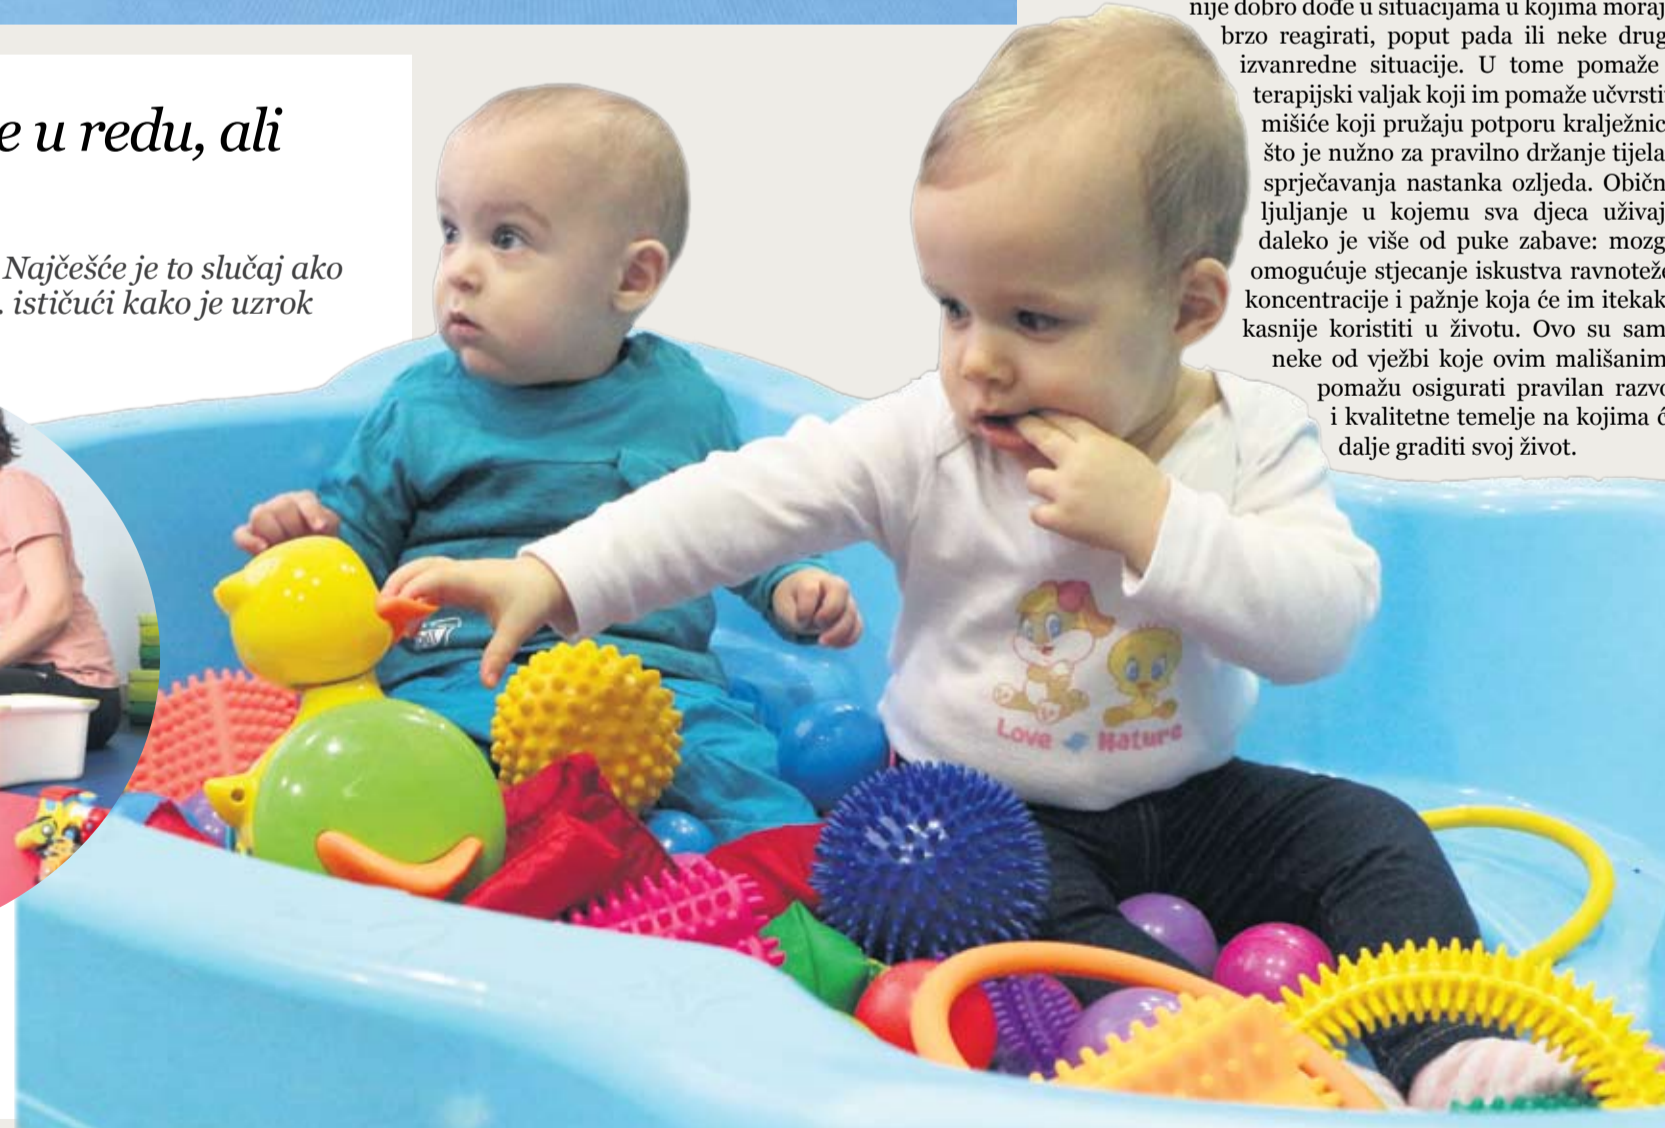 e u redu, ali
Najčešće je to slučaj ako
. ističući kako je uzrok
nije dobro dođe u situacijama u kojima moraj
brzo reagirati, poput pada ili neke drug
izvanredne situacije. U tome pomaže
terapijski valjak koji im pomaže učvrsti
mišiće koji pružaju potporu kralježnic
što je nužno za pravilno držanje tijela
sprječavanja nastanka ozljeda. Običn
ljuljanje u kojemu sva djeca uživaj
daleko je više od puke zabave: mozg
omogućuje stjecanje iskustva ravnotež
koncentracije i pažnje koja će im itekak
kasnije koristiti u životu. Ovo su sam
neke od vježbi koje ovim mališanim
pomažu osigurati pravilan razvo
i kvalitetne temelje na kojima ć
dalje graditi svoj život.
Love Nature